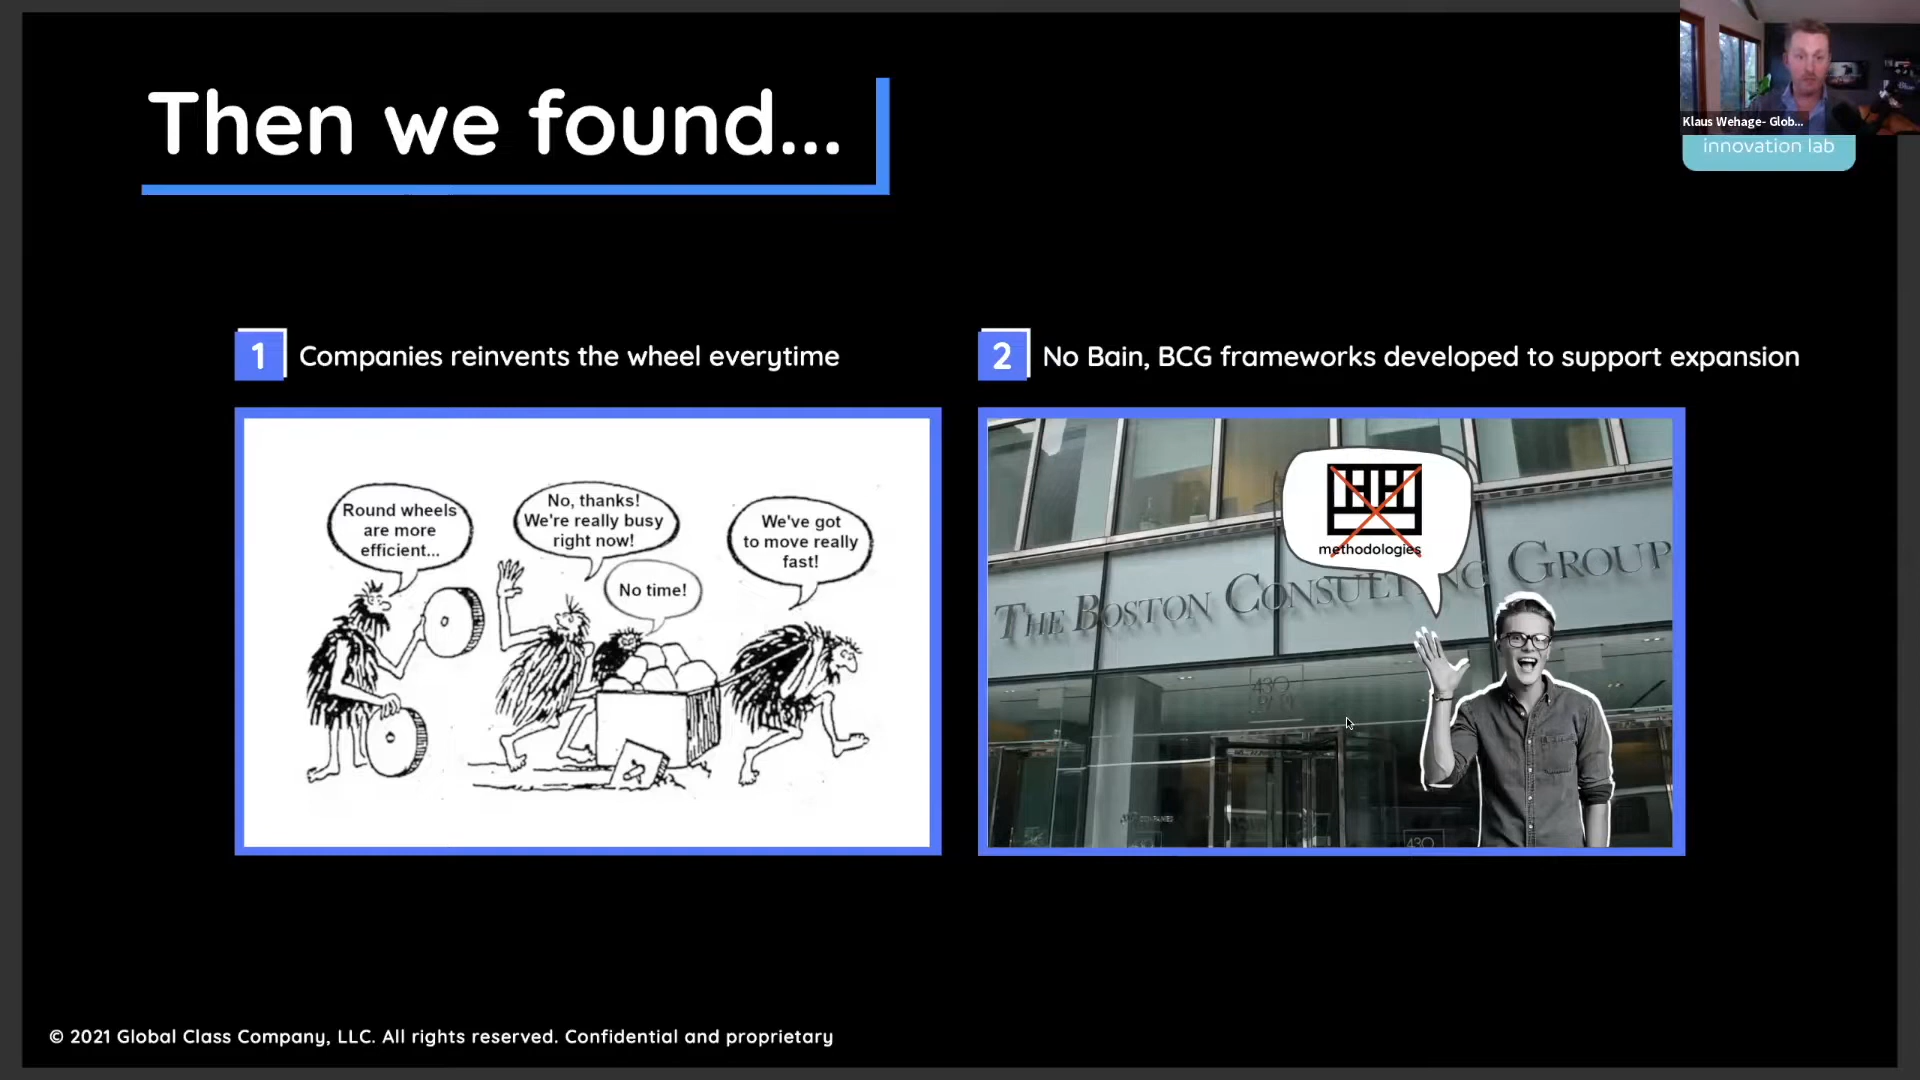 Then we found...
Klaus Wehage- Glob...
innovation lab
1 Companies reinvents the wheel everytime
Round wheels
are more
efficient...
No, thanks!
We're really busy
right now!
No time!
We've got
to move really
fast!
2 No Bain, BCG frameworks developed to support expansion
methodologies
THE BOSTON CONSULTING GROUP
430
430
© 2021 Global Class Company, LLC. All rights reserved. Confidential and proprietary